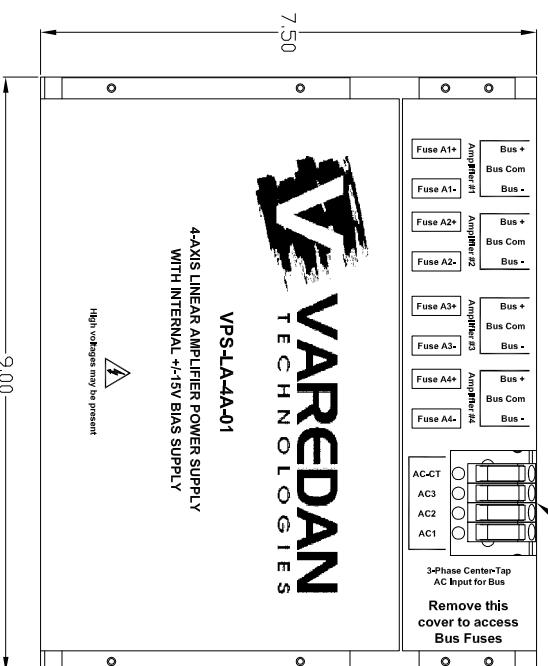 7.50
9.00
VAREDAN
TECHNOLOGIES
VPS-LA-4A-01
4-AXIS LINEAR AMPLIFIER POWER SUPPLY
WITH INTERNAL +/-15V BIAS SUPPLY
High voltages may be present
Fuse A1+
Fuse A1-
Amplifier #1
Bus +
Bus Com
Bus -
Fuse A2+
Fuse A2-
Amplifier #2
Bus +
Bus Com
Bus -
Fuse A3+
Fuse A3-
Amplifier #3
Bus +
Bus Com
Bus -
Fuse A4+
Fuse A4-
Amplifier #4
Bus +
Bus Com
Bus -
AC-CT
AC3
AC2
AC1
3-Phase Center-Tap
AC Input for Bus
Remove this
cover to access
Bus Fuses